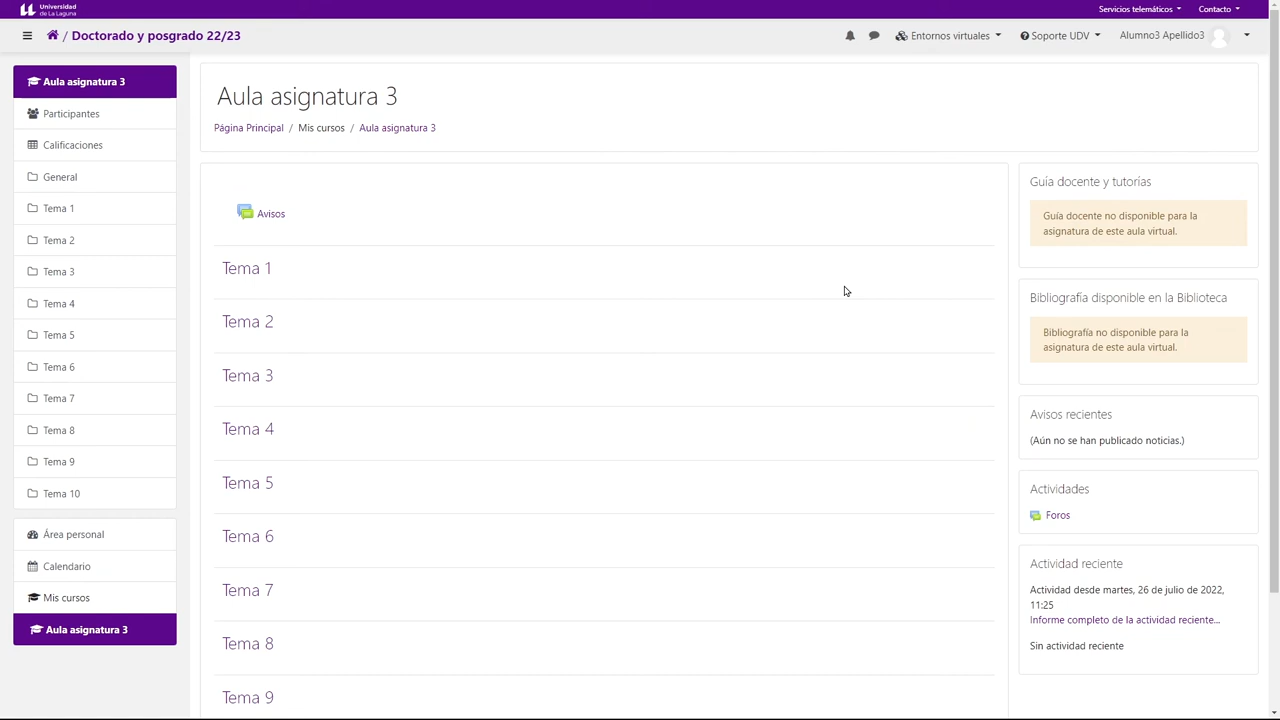 Universidad
de La Laguna
Servicios telemáticos
Contacto
/ Doctorado y posgrado 22/23
Entornos virtuales
Soporte UDV
Alumno3 Apellido3
Aula asignatura 3
Participantes
Calificaciones
General
Tema 1
Tema 2
Tema 3
Tema 4
Tema 5
Tema 6
Tema 7
Tema 8
Tema 9
Tema 10
Área personal
Calendario
Mis cursos
Aula asignatura 3
Aula asignatura 3
Página Principal / Mis cursos / Aula asignatura 3
Avisos
Tema 1
Tema 2
Tema 3
Tema 4
Tema 5
Tema 6
Tema 7
Tema 8
Tema 9
Guía docente y tutorías
Guía docente no disponible para la
asignatura de este aula virtual.
Bibliografía disponible en la Biblioteca
Bibliografía no disponible para la
asignatura de este aula virtual.
Avisos recientes
(Aún no se han publicado noticias.)
Actividades
Foros
Actividad reciente
Actividad desde martes, 26 de julio de 2022,
11:25
Informe completo de la actividad reciente...
Sin actividad reciente